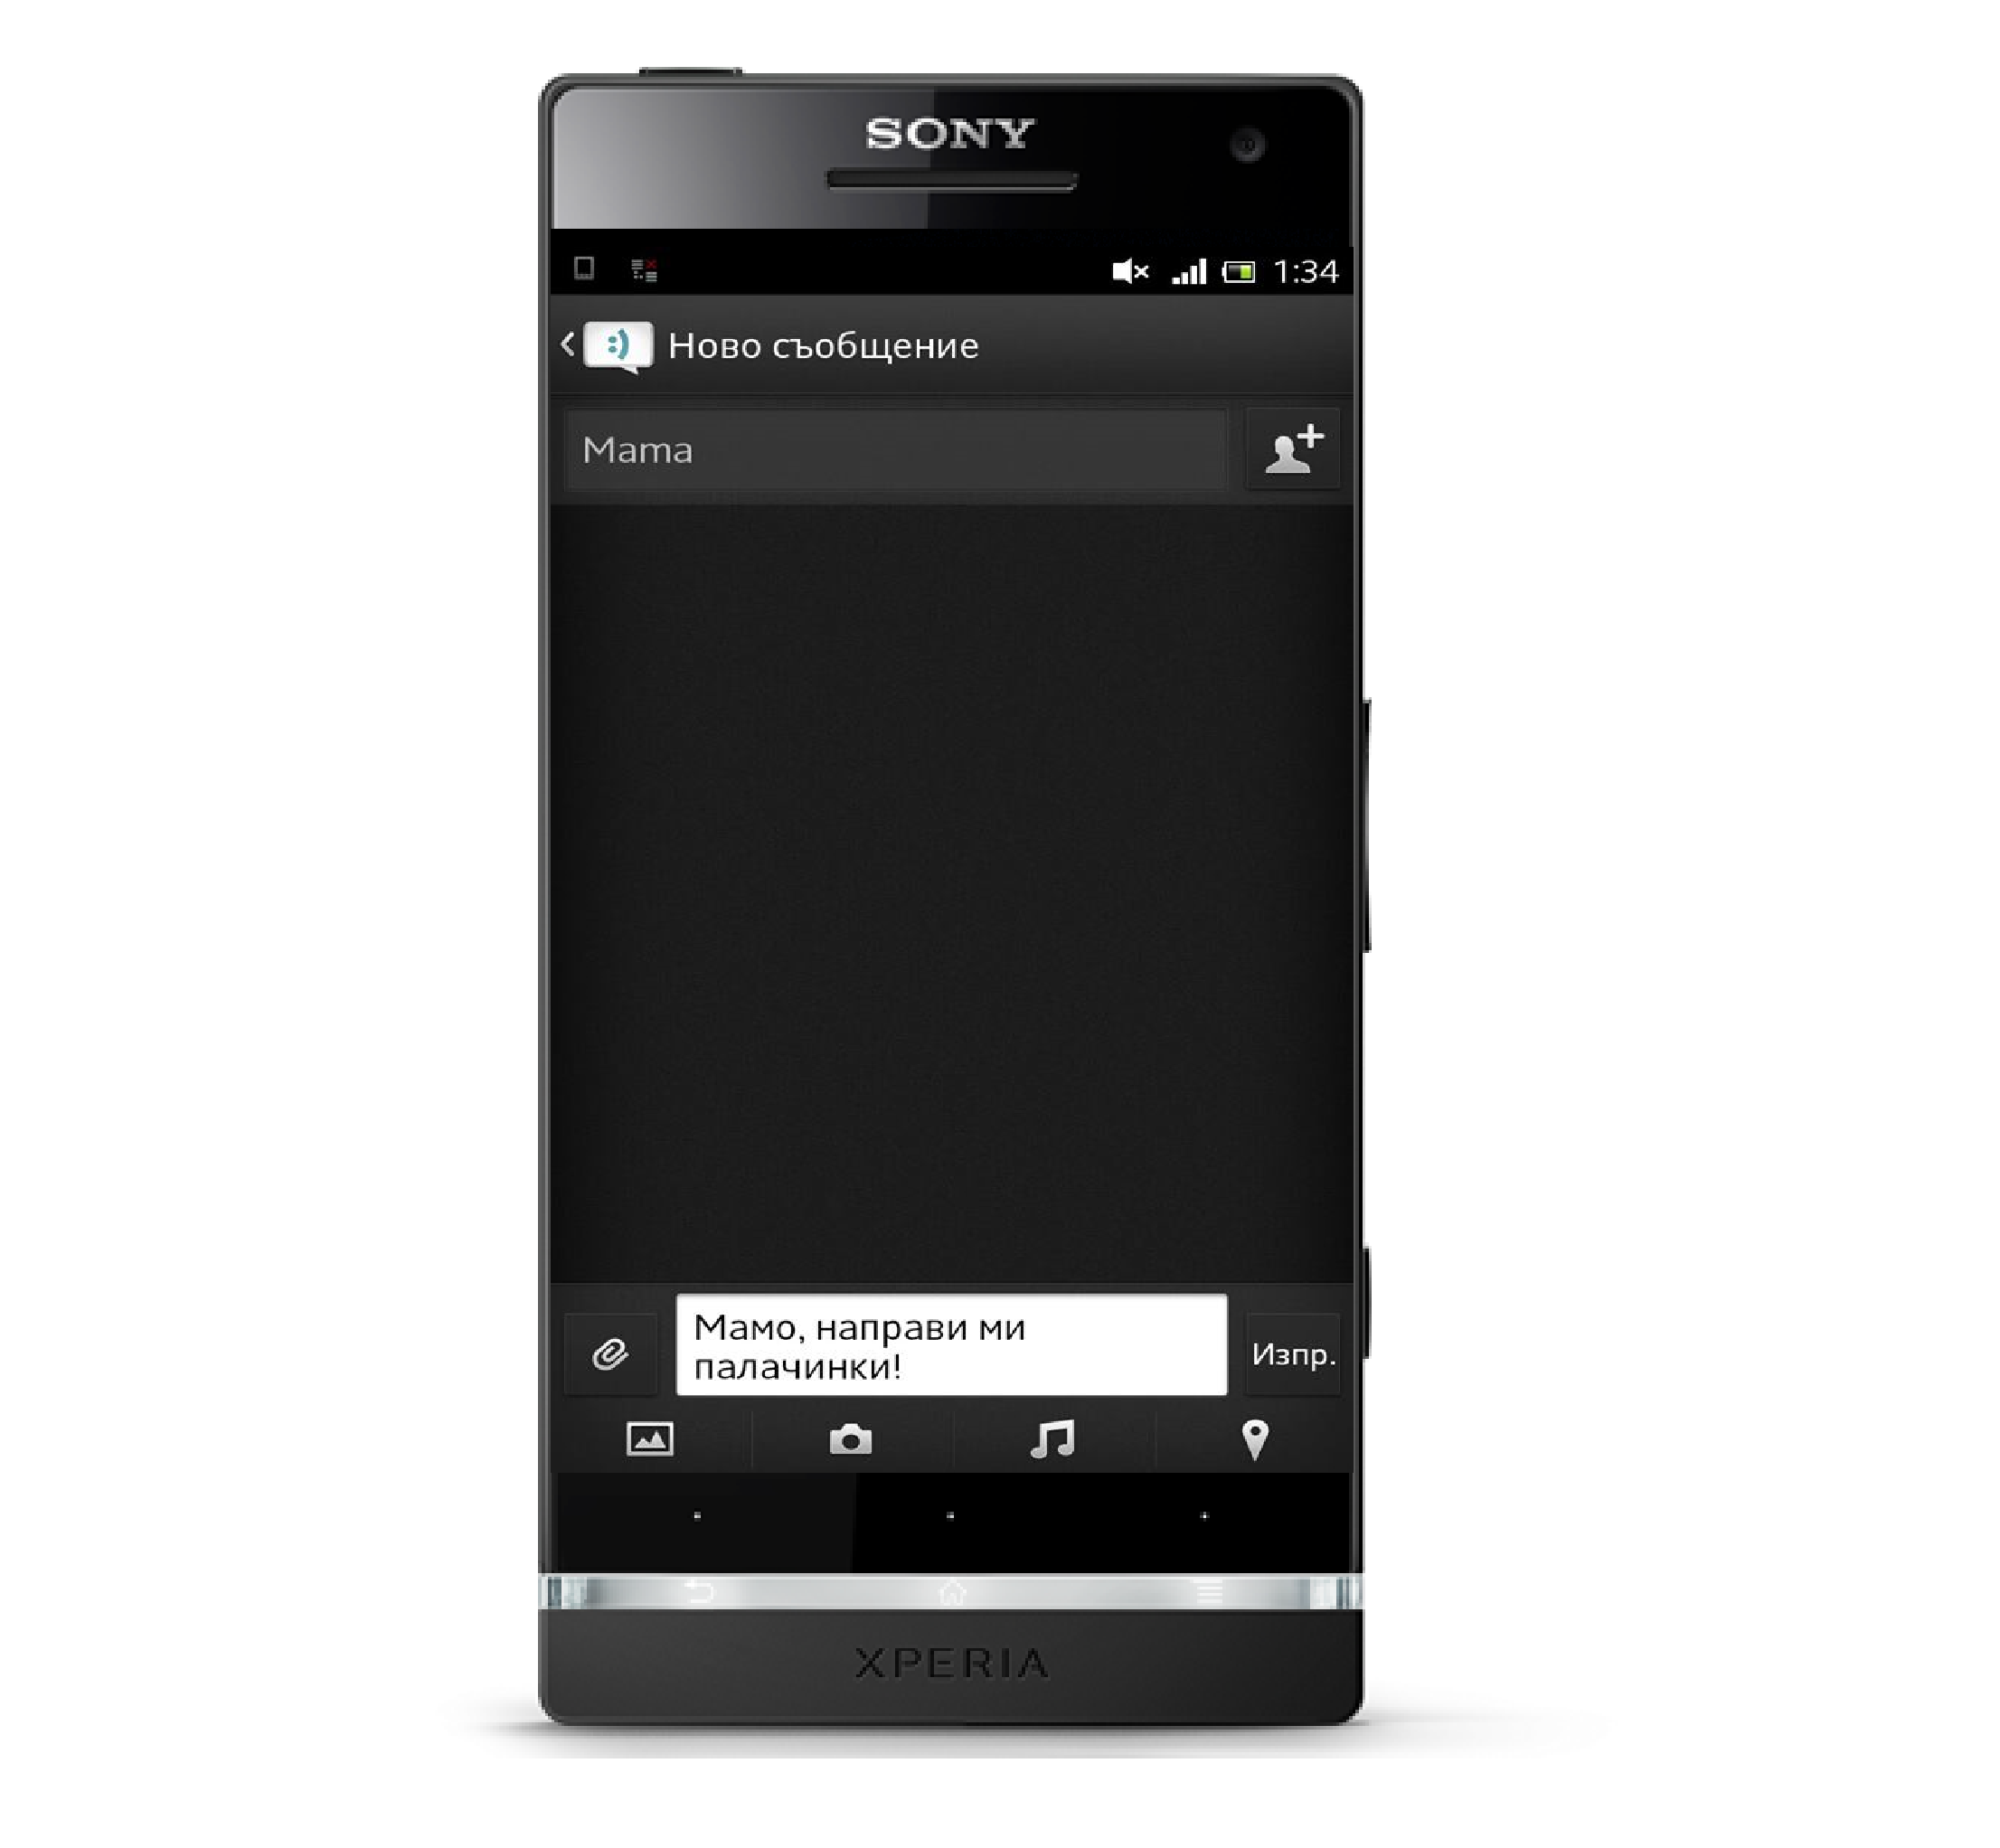 SONY
1:34
Ново съобщение
Mama
Мамо, направи ми
палачинки!
Изпр.
XPERIA